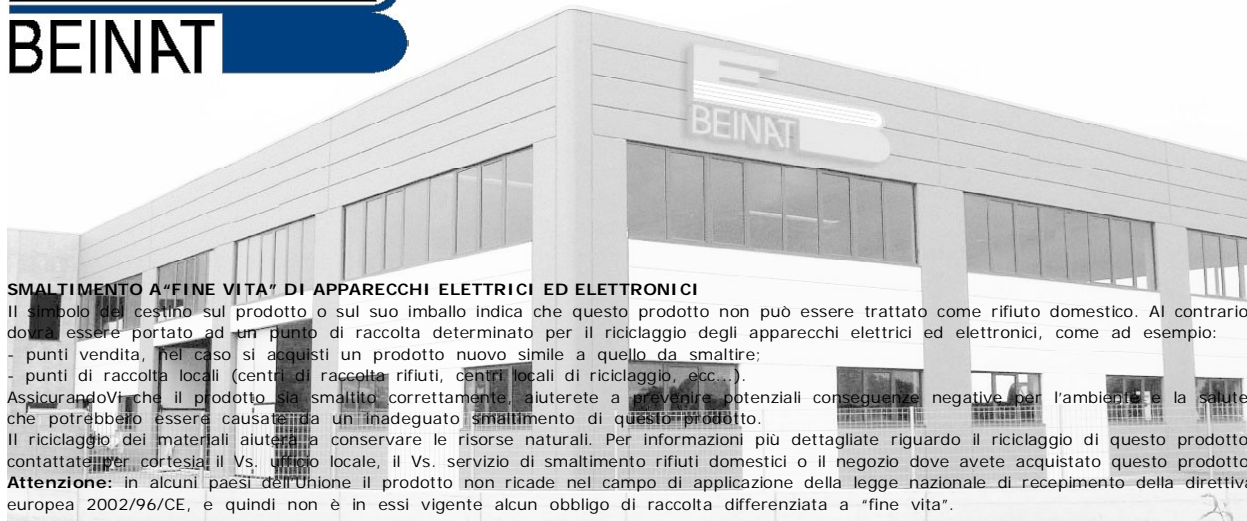 BEINAT
BEINAT
SMALTIMENTO A “FINE VITA” DI APPARECCHI ELETTRICI ED ELETTRONICI
Il simbolo del cestino sul prodotto o sul suo imballo indica che questo prodotto non può essere trattato come rifiuto domestico. Al contrario
dovrà essere portato ad un punto di raccolta determinato per il riciclaggio degli apparecchi elettrici ed elettronici, come ad esempio:
- punti vendita, nel caso si acquisti un prodotto nuovo simile a quello da smaltire;
- punti di raccolta locali (centri di raccolta rifiuti, centri locali di riciclaggio, ecc...).
AssicurandoVi che il prodotto sia smaltito correttamente, aiuterete a prevenire potenziali conseguenze negative per l’ambiente e la salute
che potrebbero essere causate da un inadeguato smaltimento di questo prodotto.
Il riciclaggio dei materiali aiuterà a conservare le risorse naturali. Per informazioni più dettagliate riguardo il riciclaggio di questo prodotto
contattate per cortesia il Vs. ufficio locale, il Vs. servizio di smaltimento rifiuti domestici o il negozio dove avete acquistato questo prodotto
Attenzione: in alcuni paesi dell’Unione il prodotto non ricade nel campo di applicazione della legge nazionale di recepimento della direttiva
europea 2002/96/CE, e quindi non è in essi vigente alcun obbligo di raccolta differenziata a “fine vita”.